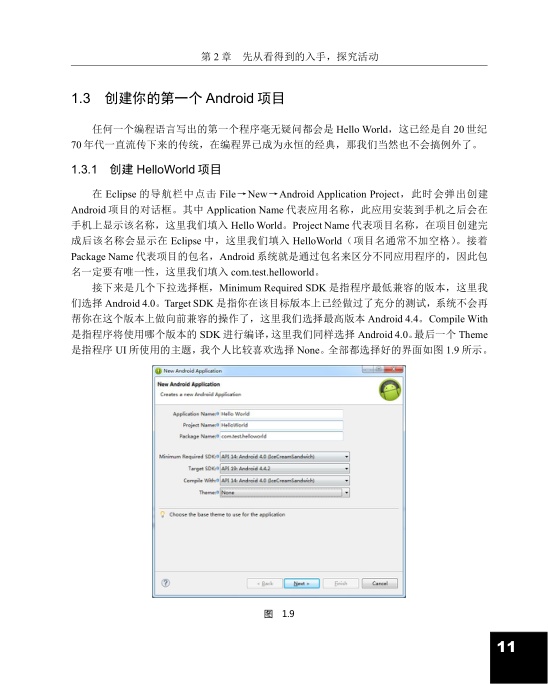 第 2 章　先从看得到的入手，探究活动
1.3　创建你的第一个 Android 项目
任何一个编程语言写出的第一个程序毫无疑问都会是 Hello World，这已经是自 20 世纪
70 年代一直流传下来的传统，在编程界已成为永恒的经典，那我们当然也不会搞例外了。
1.3.1　创建 HelloWorld 项目
在 Eclipse 的导航栏中点击 File→New→Android Application Project，此时会弹出创建
Android 项目的对话框。其中 Application Name 代表应用名称，此应用安装到手机之后会在
手机上显示该名称，这里我们填入 Hello World。Project Name 代表项目名称，在项目创建完
成后该名称会显示在 Eclipse 中，这里我们填入 HelloWorld（项目名通常不加空格）。接着
Package Name 代表项目的包名，Android 系统就是通过包名来区分不同应用程序的，因此包
名一定要有唯一性，这里我们填入 com.test.helloworld。
接下来是几个下拉选择框，Minimum Required SDK 是指程序最低兼容的版本，这里我
们选择 Android 4.0。Target SDK 是指你在该目标版本上已经做过了充分的测试，系统不会再
帮你在这个版本上做向前兼容的操作了，这里我们选择最高版本 Android 4.4。Compile With
是指程序将使用哪个版本的 SDK 进行编译，这里我们同样选择 Android 4.0。最后一个 Theme
是指程序 UI 所使用的主题，我个人比较喜欢选择 None。全部都选择好的界面如图 1.9 所示。
New Android Application
New Android Application
Creates a new Android Application
Application Name: Hello World
Project Name: HelloWorld
Package Name: com.test.helloworld
Minimum Required SDK: API 14: Android 4.0 (IceCreamSandwich)
Target SDK: API 19: Android 4.4.2
Compile With: API 14: Android 4.0 (IceCreamSandwich)
Theme: None
Choose the base theme to use for the application
?
< Back Next > Finish Cancel
图　1.9
11